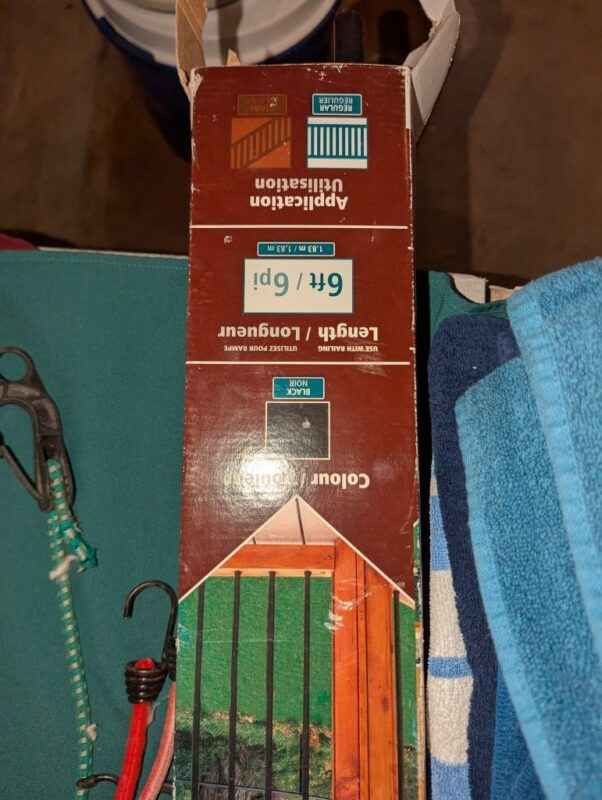 Colour / Couleur
BLACK
NOIR
USE WITH RAILING UTILISEZ POUR RAMPE
Length / Longueur
6ft / 6pi
1.83 m / 1,83 m
Application
Utilisation
REGULAR
RÉGULIER